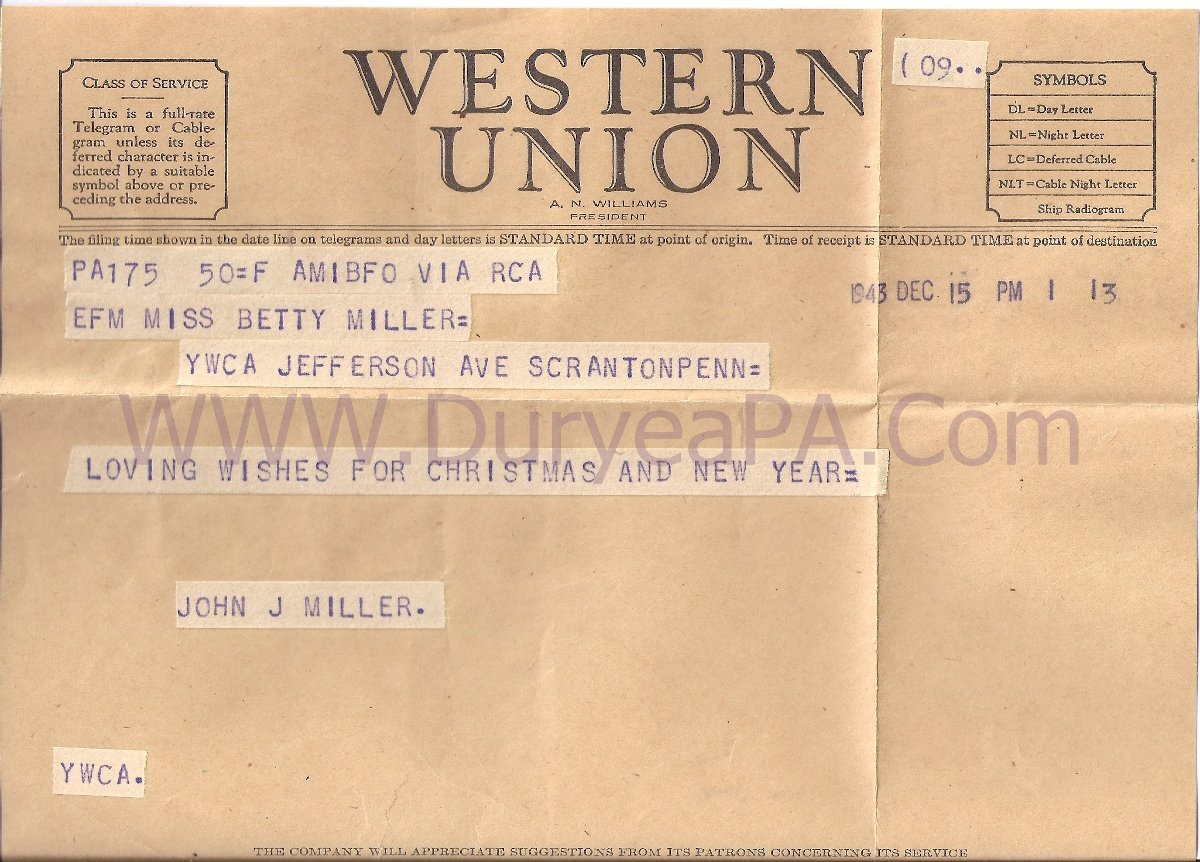 CLASS OF SERVICE
This is a full-rate
Telegram or Cable-
gram unless its de-
ferred character is in-
dicated by a suitable
symbol above or pre-
ceding the address.
WESTERN
UNION
A. N. WILLIAMS
PRESIDENT
( 09..
SYMBOLS
DL=Day Letter
NL=Night Letter
LC=Deferred Cable
NLT=Cable Night Letter
Ship Radiogram
The filing time shown in the date line on telegrams and day letters is STANDARD TIME at point of origin. Time of receipt is STANDARD TIME at point of destination
PA175 50=F AMIBFO VIA RCA
1943 DEC 15 PM 1 13
EFM MISS BETTY MILLER=
YWCA JEFFERSON AVE SCRANTONPENN=
WWW.DuryeaPA.Com
LOVING WISHES FOR CHRISTMAS AND NEW YEAR=
JOHN J MILLER.
YWCA.
THE COMPANY WILL APPRECIATE SUGGESTIONS FROM ITS PATRONS CONCERNING ITS SERVICE